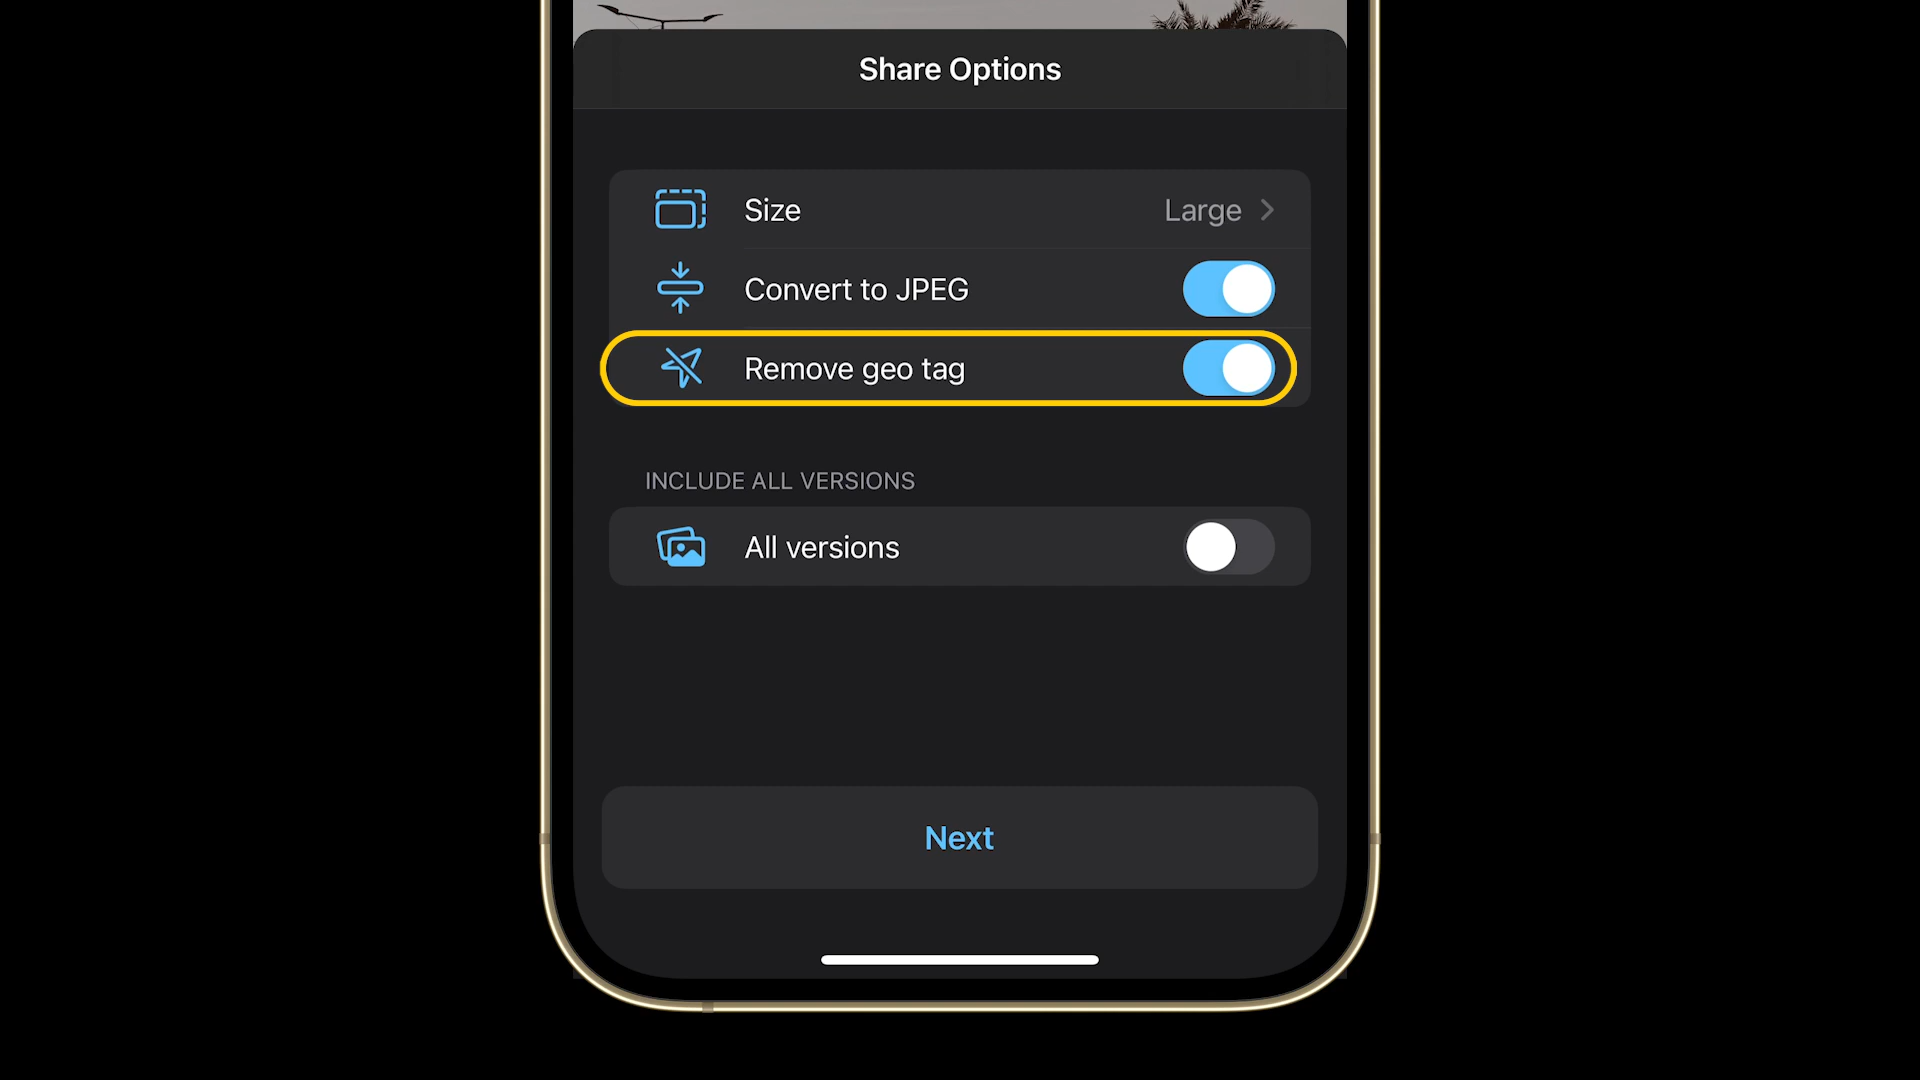 Share Options
Size Large
Convert to JPEG
Remove geo tag
INCLUDE ALL VERSIONS
All versions
Next